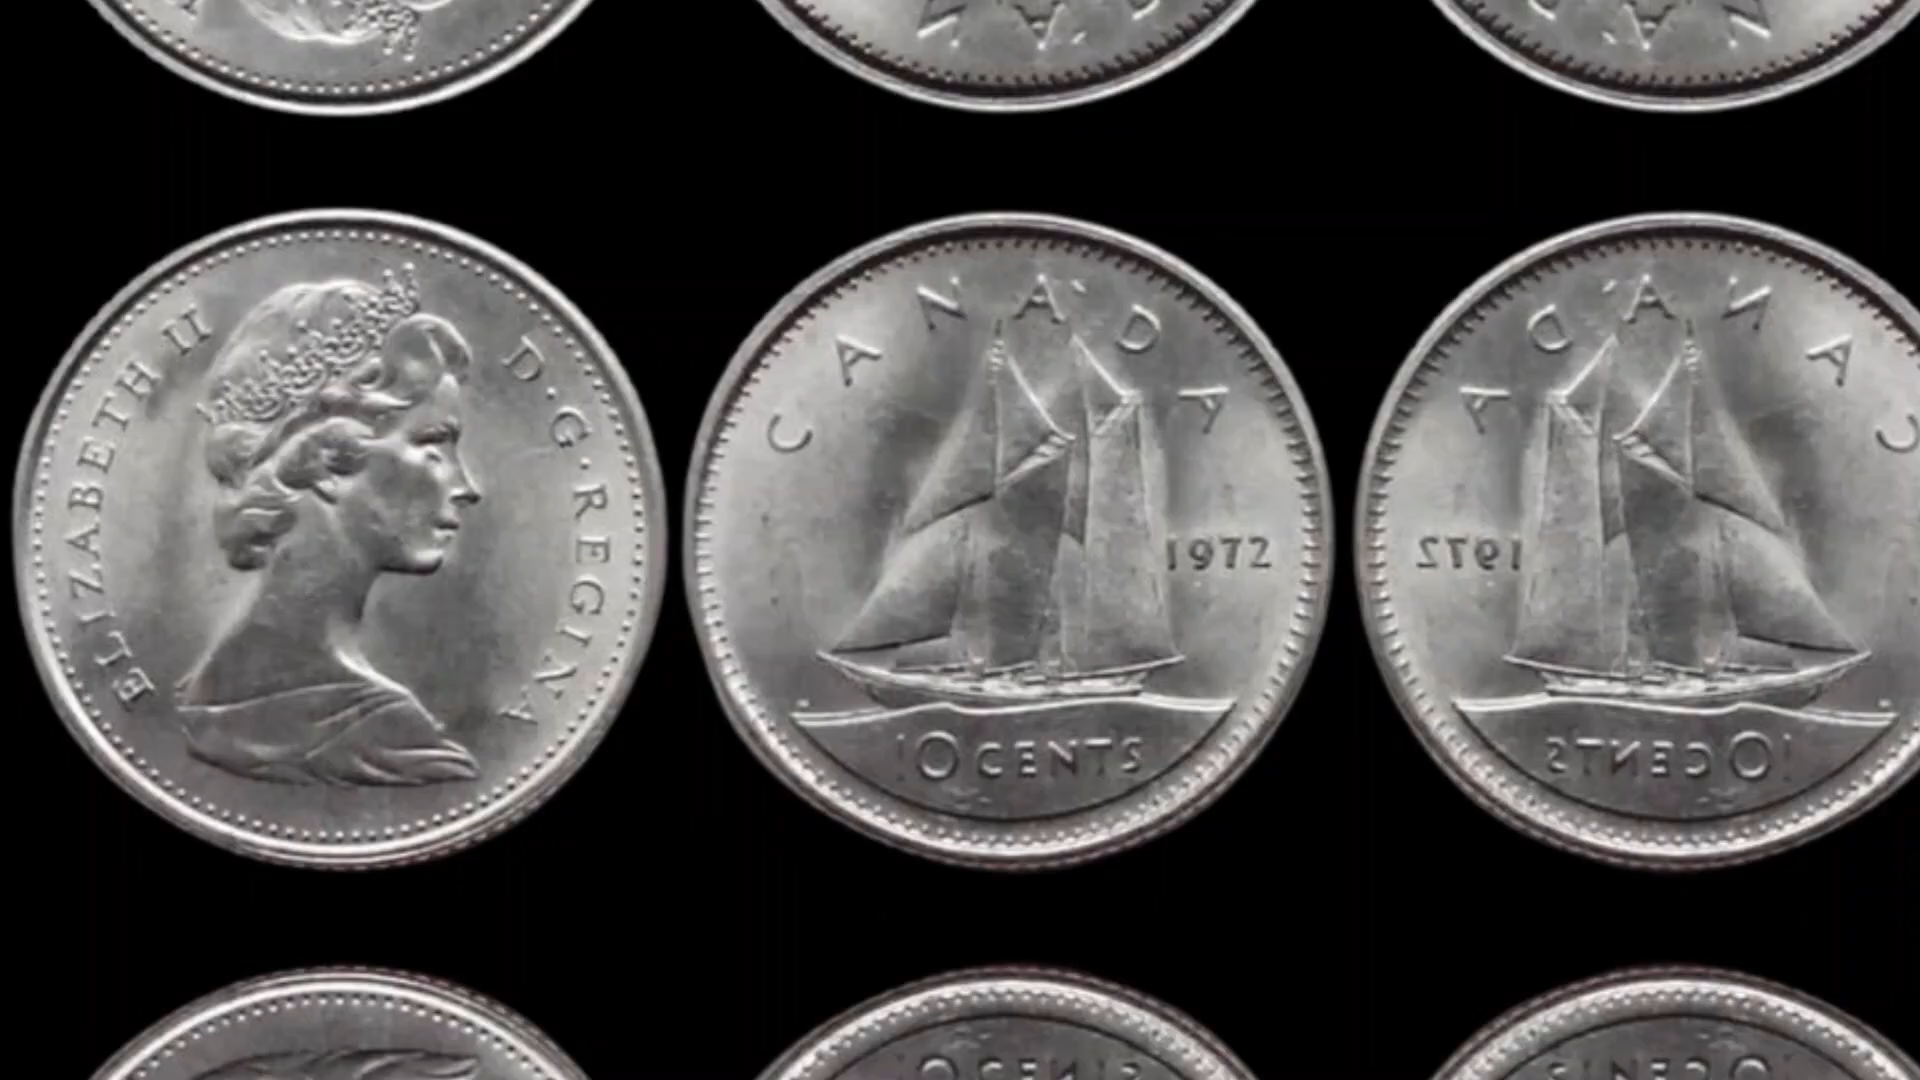 ELIZABETH II D·G·REGINA
CANADA
1972
10 CENTS
CANADA
1972
10 CENTS